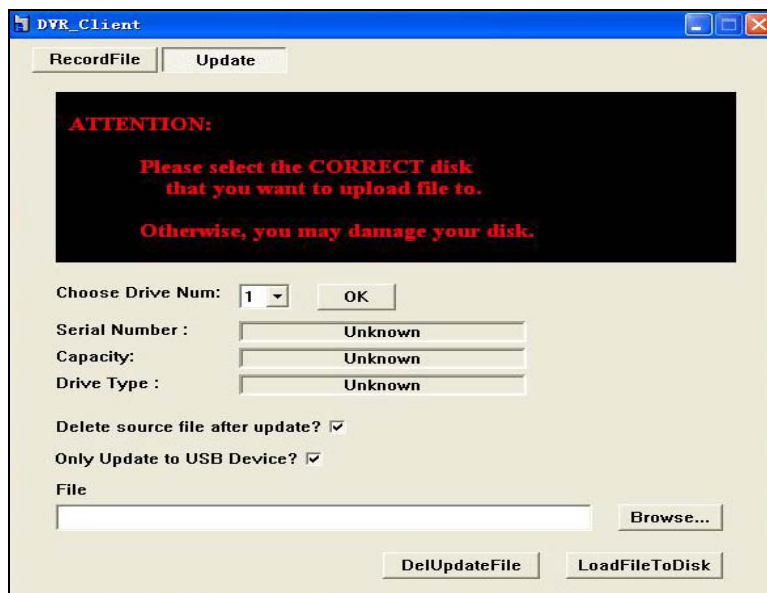 DVR_Client
RecordFile Update
ATTENTION:
Please select the CORRECT disk
that you want to upload file to.
Otherwise, you may damage your disk.
Choose Drive Num: 1 OK
Serial Number : Unknown
Capacity: Unknown
Drive Type : Unknown
Delete source file after update?
Only Update to USB Device?
File
Browse...
DelUpdateFile LoadFileToDisk